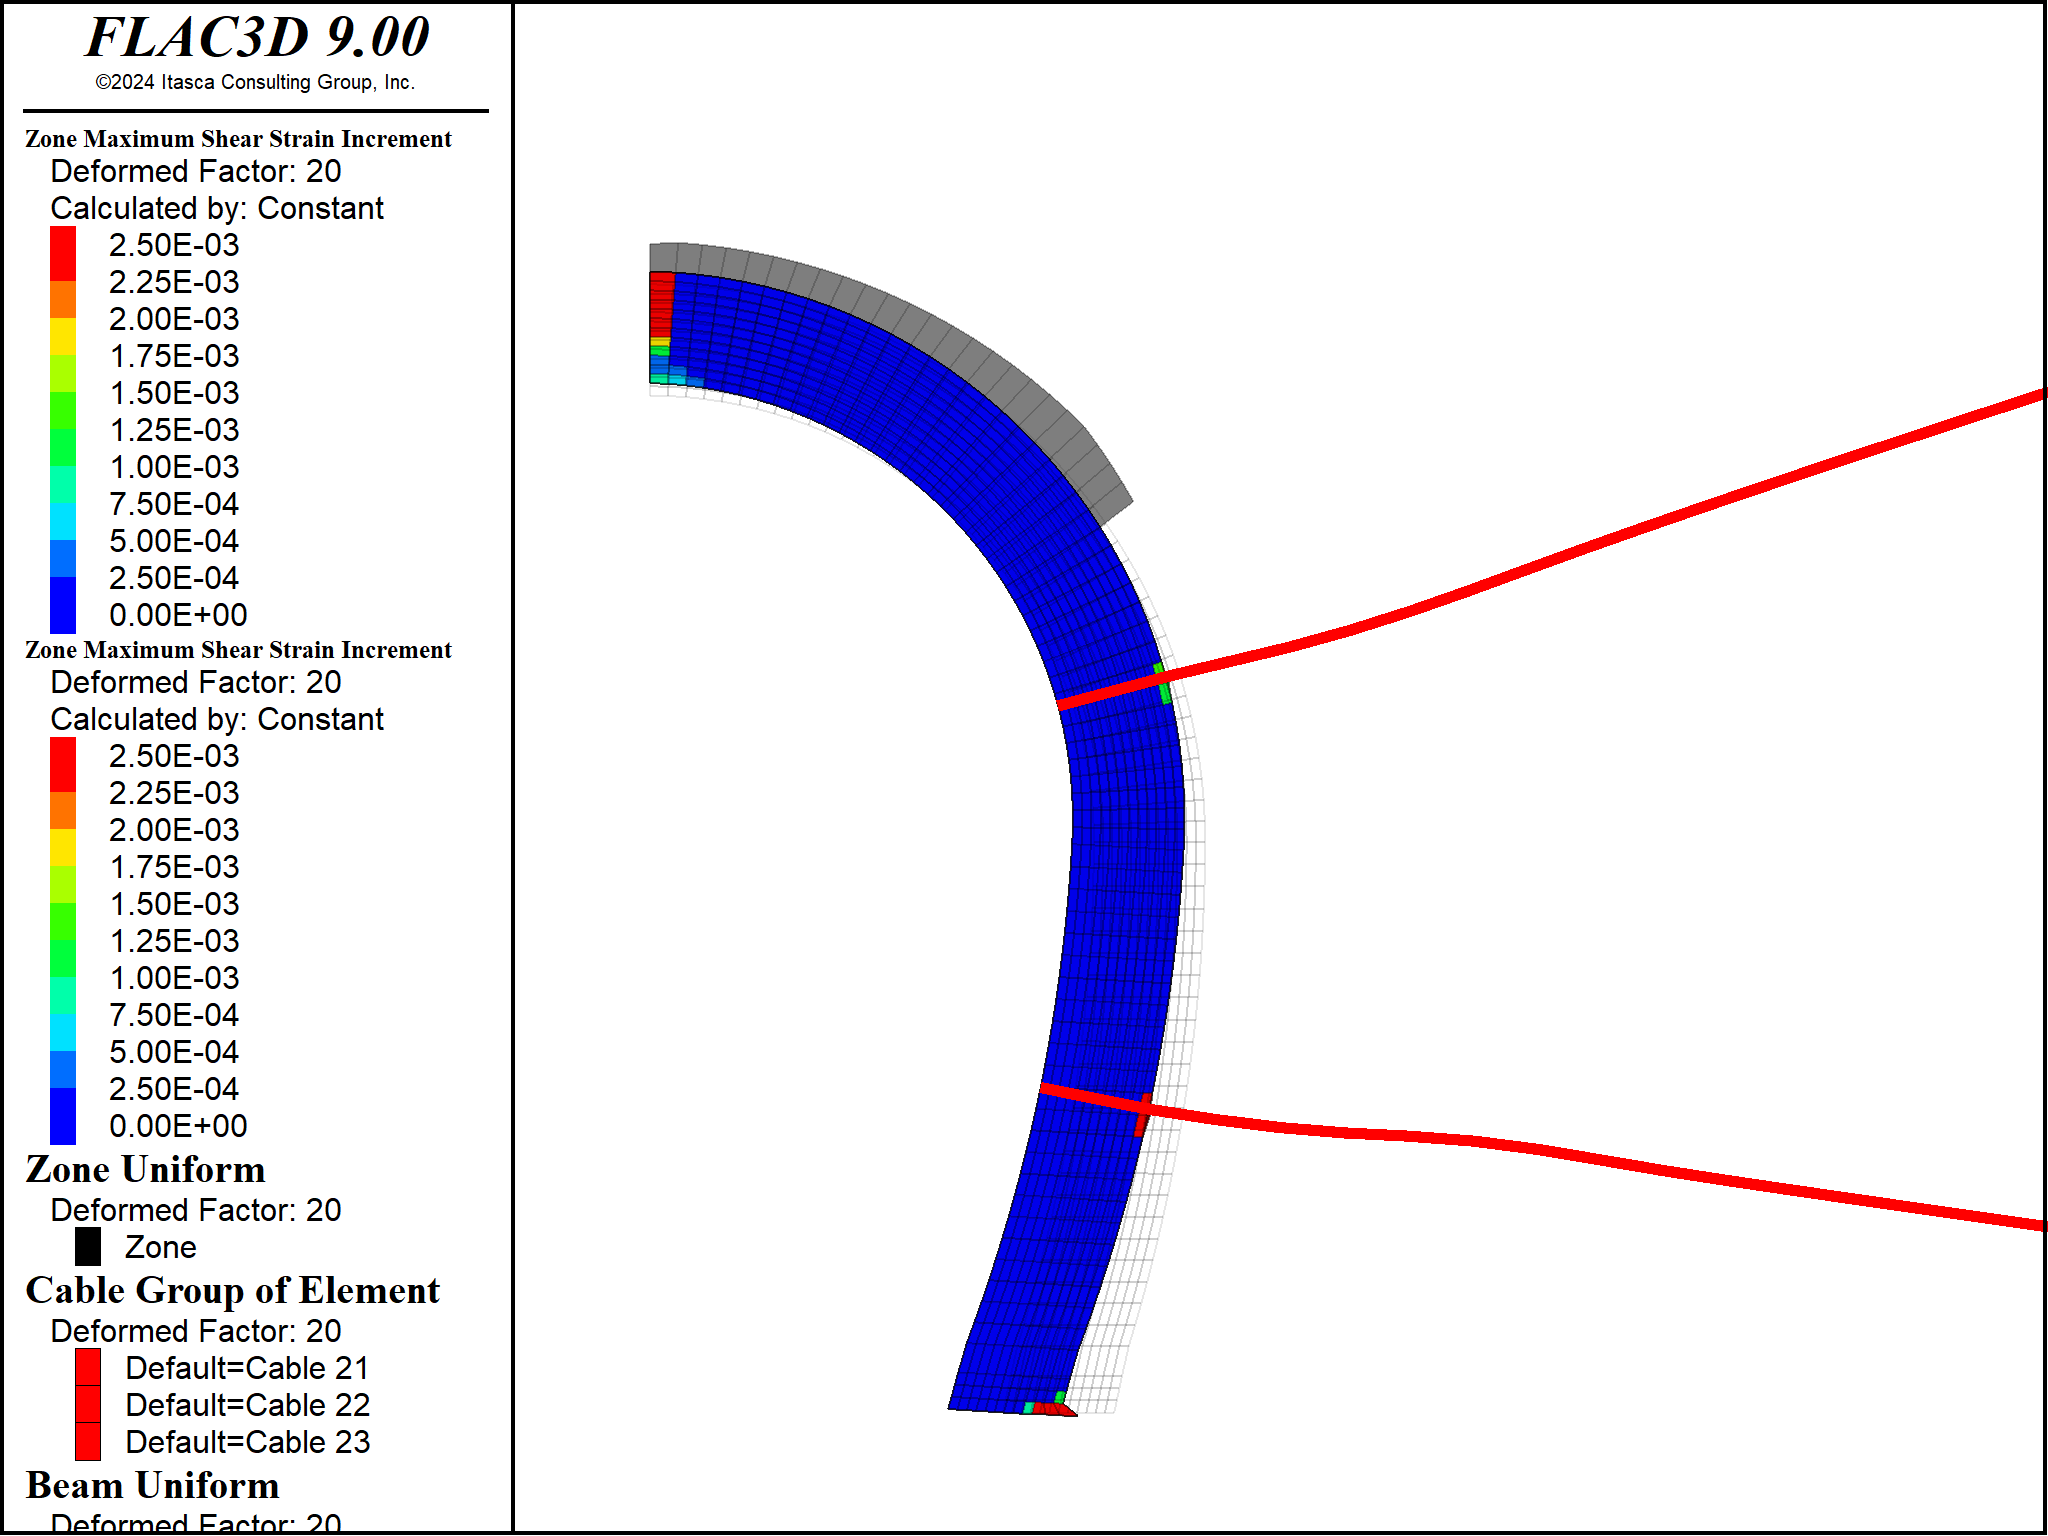 FLAC3D 9.00
©2024 Itasca Consulting Group, Inc.
Zone Maximum Shear Strain Increment
Deformed Factor: 20
Calculated by: Constant
2.50E-03
2.25E-03
2.00E-03
1.75E-03
1.50E-03
1.25E-03
1.00E-03
7.50E-04
5.00E-04
2.50E-04
0.00E+00
Zone Maximum Shear Strain Increment
Deformed Factor: 20
Calculated by: Constant
2.50E-03
2.25E-03
2.00E-03
1.75E-03
1.50E-03
1.25E-03
1.00E-03
7.50E-04
5.00E-04
2.50E-04
0.00E+00
Zone Uniform
Deformed Factor: 20
Zone
Cable Group of Element
Deformed Factor: 20
Default=Cable 21
Default=Cable 22
Default=Cable 23
Beam Uniform
Deformed Factor: 20